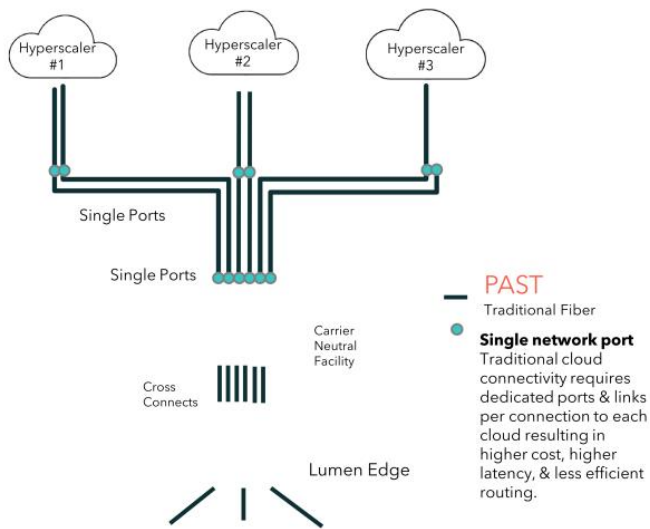 Hyperscaler
#1
Hyperscaler
#2
Hyperscaler
#3
Single Ports
Single Ports
Carrier
Neutral
Facility
Cross
Connects
Lumen Edge
PAST
Traditional Fiber
Single network port
Traditional cloud
connectivity requires
dedicated ports & links
per connection to each
cloud resulting in
higher cost, higher
latency, & less efficient
routing.